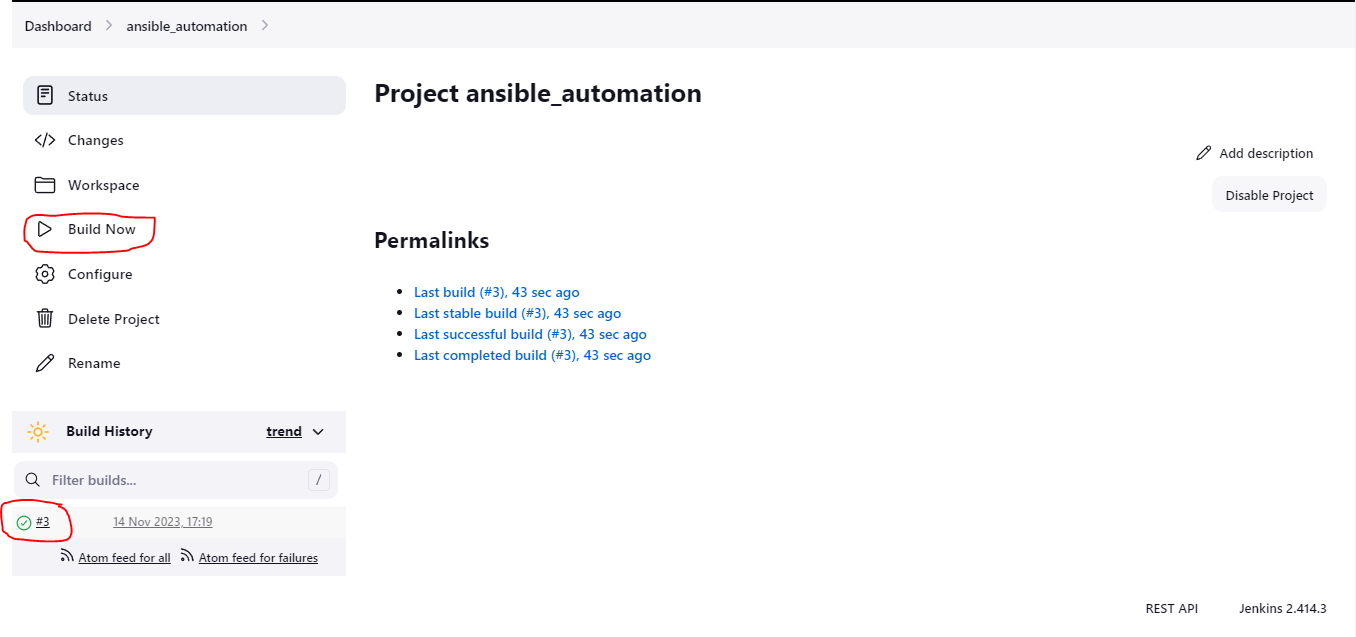 Dashboard ansible_automation
Status
Changes
Workspace
Build Now
Configure
Delete Project
Rename
Build History trend
Filter builds... /
#3 14 Nov 2023, 17:19
Atom feed for all Atom feed for failures
Project ansible_automation
Add description
Disable Project
Permalinks
Last build (#3), 43 sec ago
Last stable build (#3), 43 sec ago
Last successful build (#3), 43 sec ago
Last completed build (#3), 43 sec ago
REST API Jenkins 2.414.3